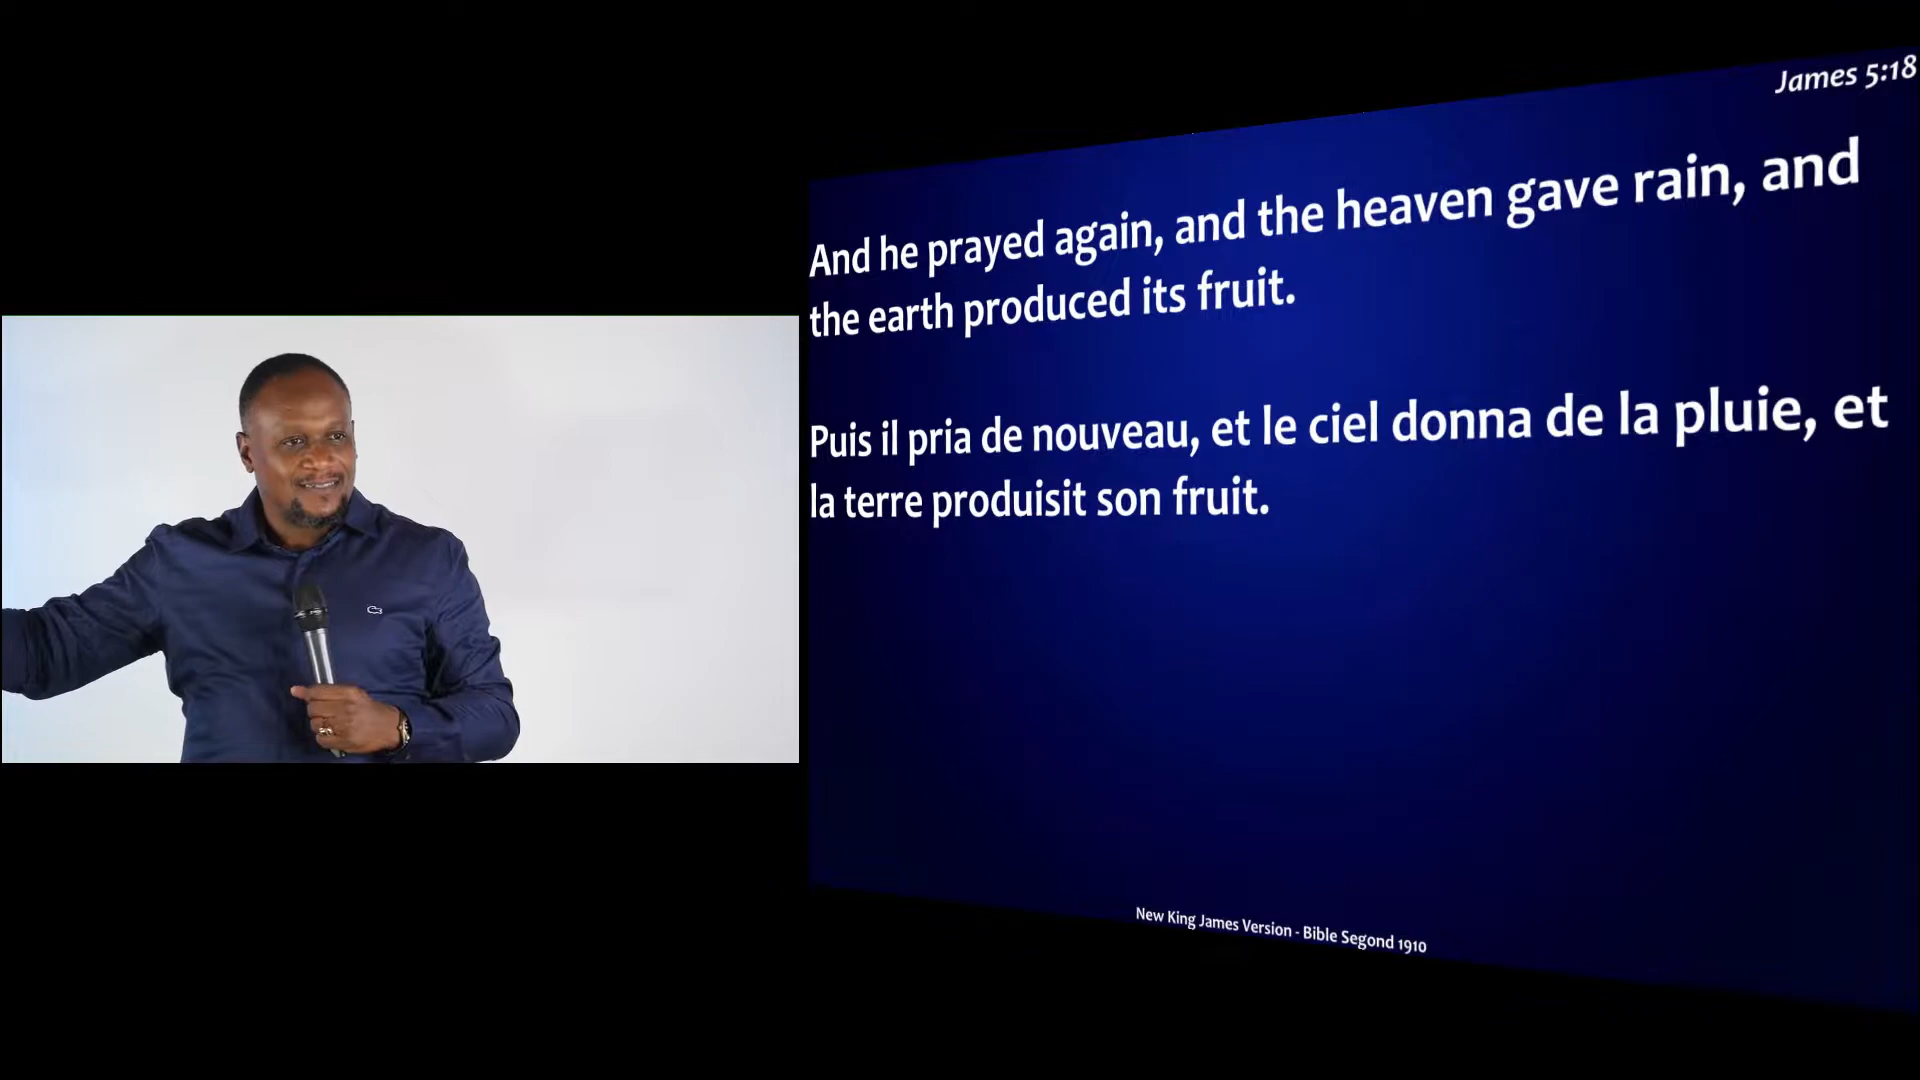 James 5:18
And he prayed again, and the heaven gave rain, and
the earth produced its fruit.
Puis il pria de nouveau, et le ciel donna de la pluie, et
la terre produisit son fruit.
New King James Version - Bible Segond 1910